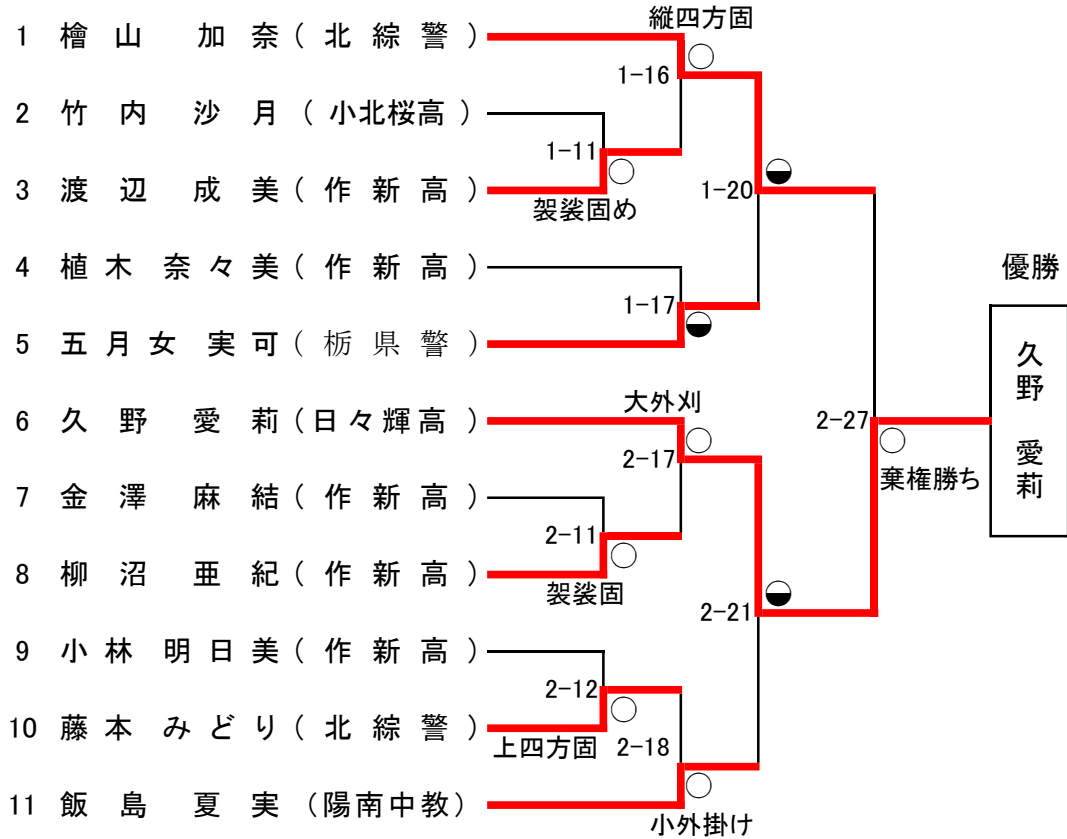 縦四方固
1 檜山 加奈(北綜警)
1-16
2 竹内 沙月(小北桜高)
1-11
3 渡辺 成美(作新高)
1-20
袈裟固め
4 植木 奈々美(作新高)
優勝
1-17
5 五月女 実可(栃県警)
久野 愛莉
大外刈
6 久野 愛莉(日々輝高)
2-27
2-17
棄権勝ち
7 金澤 麻結(作新高)
2-11
8 柳沼 亜紀(作新高)
袈裟固
2-21
9 小林 明日美(作新高)
2-12
10 藤本 みどり(北綜警)
上四方固
2-18
11 飯島 夏実(陽南中教)
小外掛け